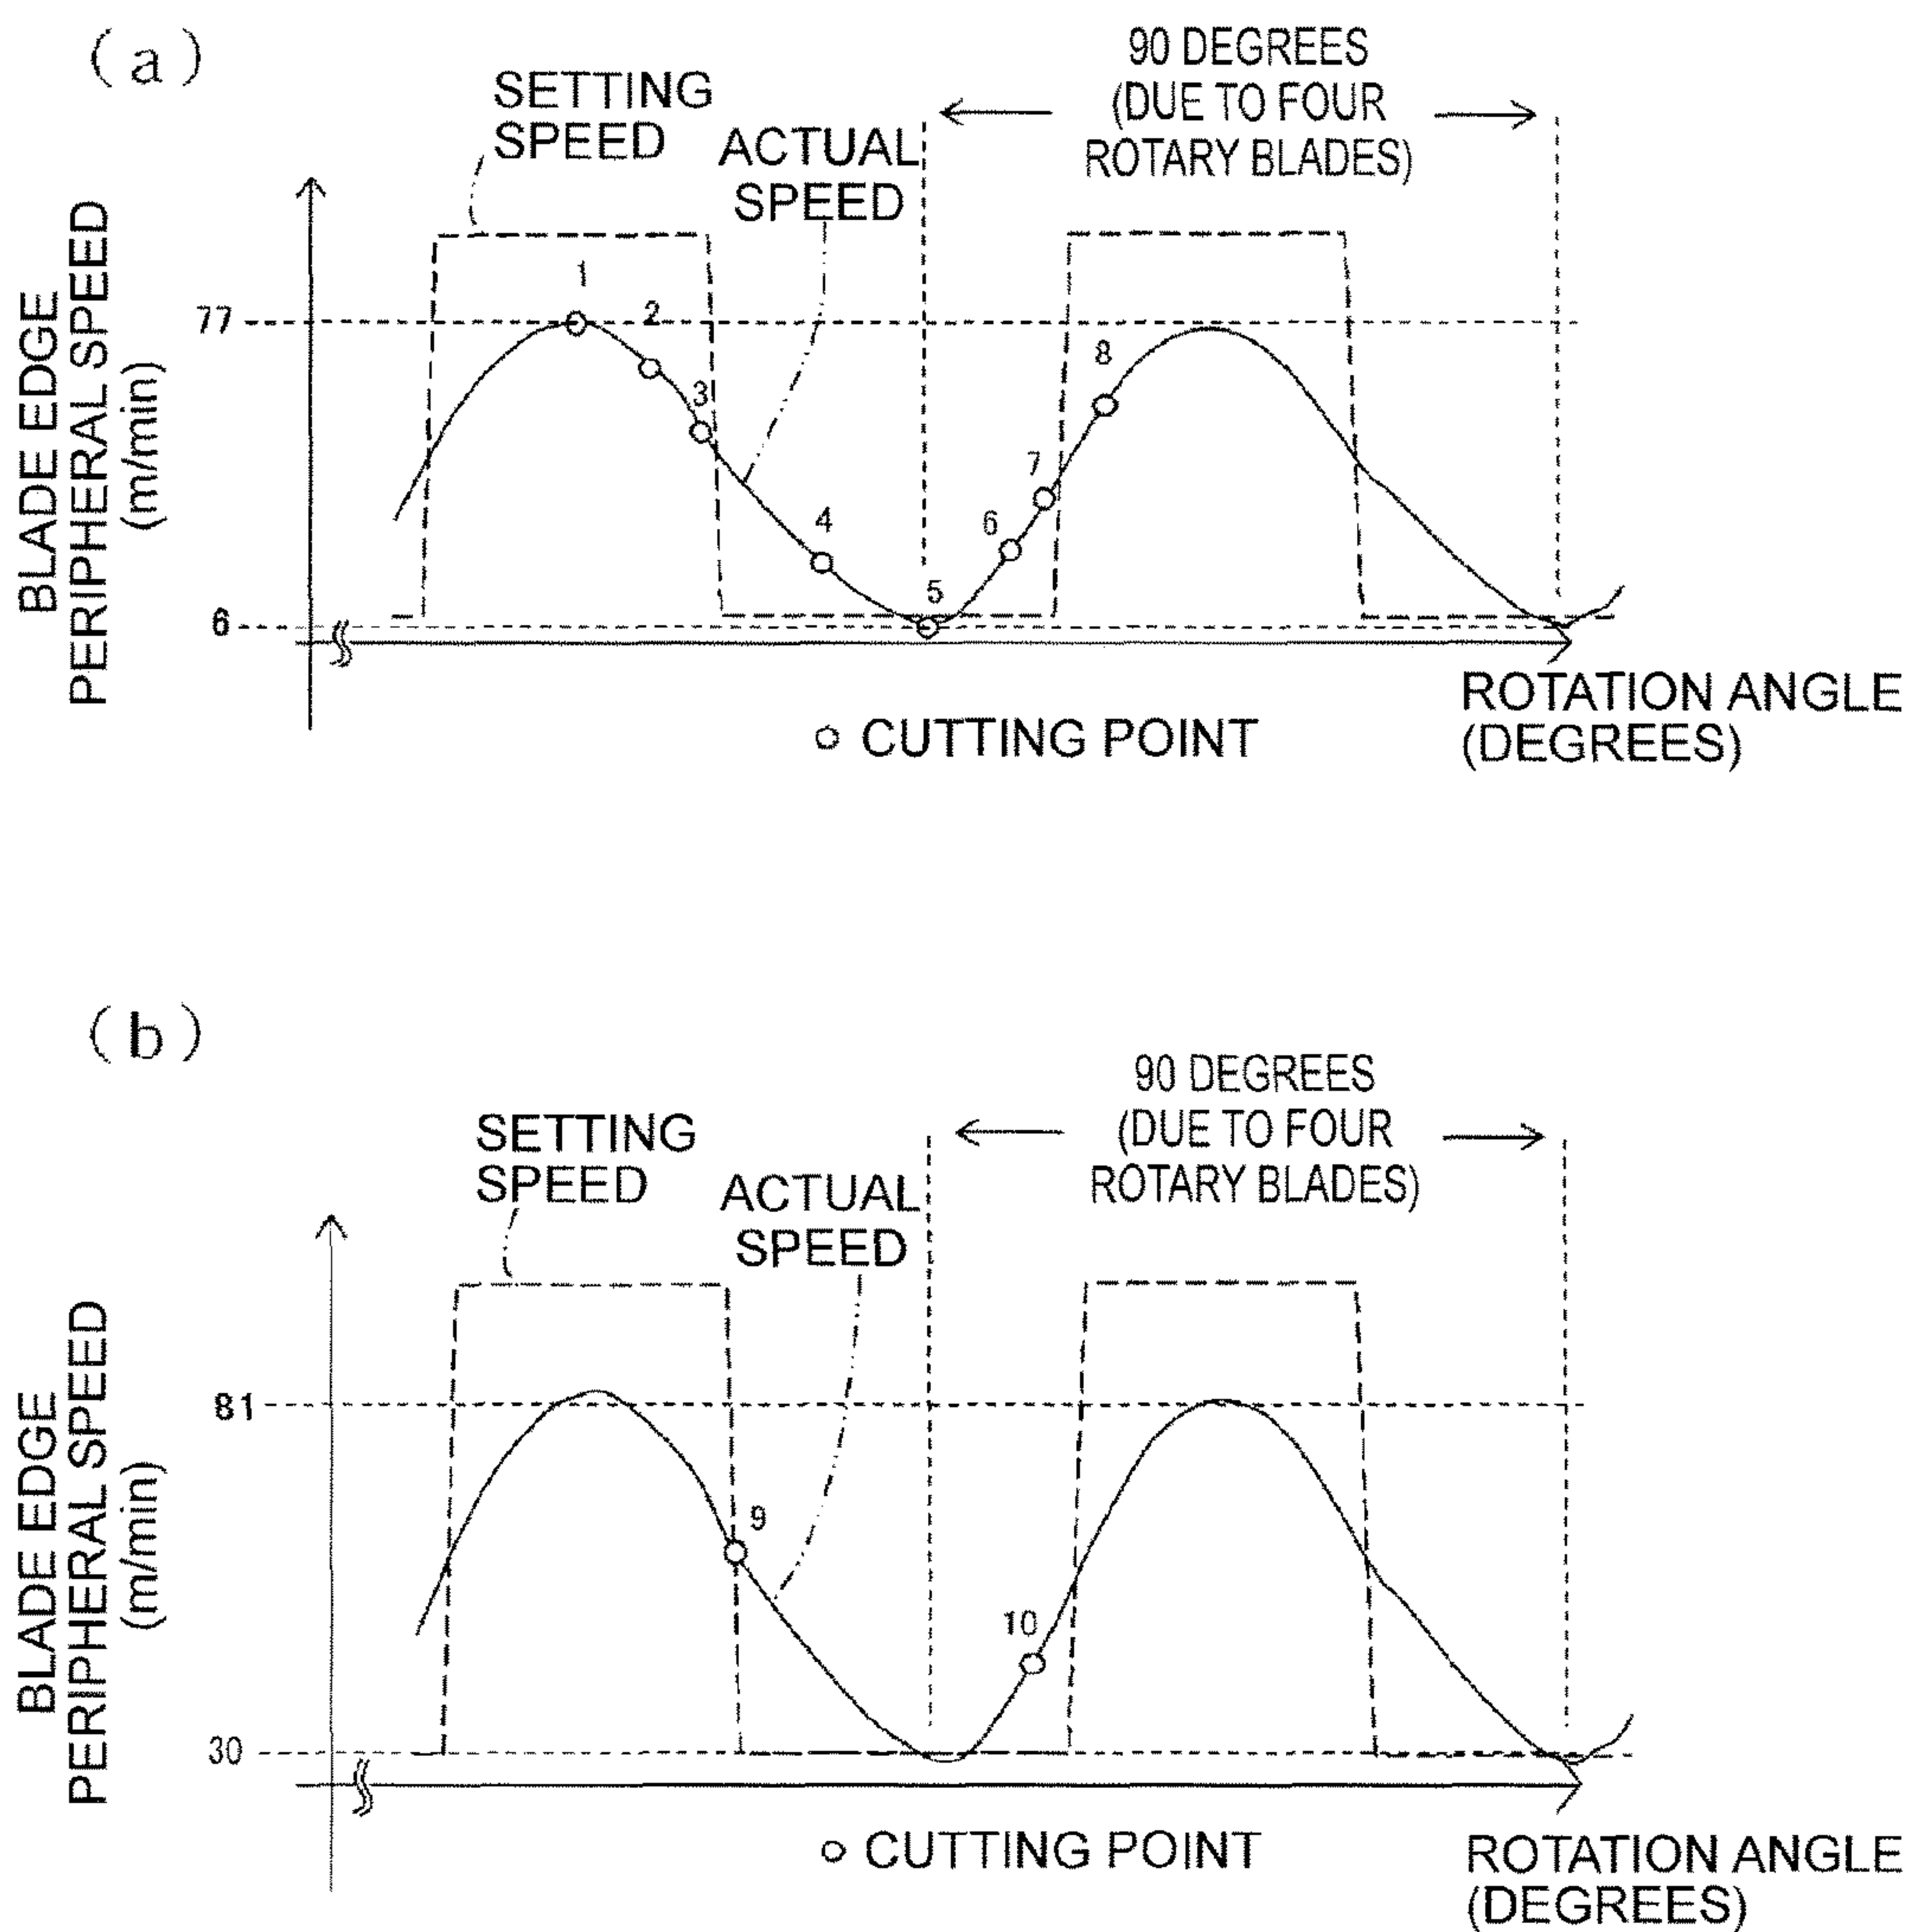 (a)
90 DEGREES
(DUE TO FOUR
ROTARY BLADES)
SETTING
SPEED
ACTUAL
SPEED
BLADE EDGE
PERIPHERAL SPEED
(m/min)
77
6
1
2
3
4
5
6
7
8
CUTTING POINT
ROTATION ANGLE
(DEGREES)
(b)
90 DEGREES
(DUE TO FOUR
ROTARY BLADES)
SETTING
SPEED
ACTUAL
SPEED
BLADE EDGE
PERIPHERAL SPEED
(m/min)
81
30
9
10
CUTTING POINT
ROTATION ANGLE
(DEGREES)